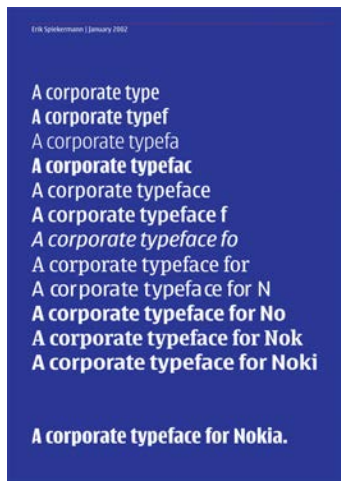 Erik Spiekermann | January 2002
A corporate type
A corporate typef
A corporate typefa
A corporate typefac
A corporate typeface
A corporate typeface f
A corporate typeface fo
A corporate typeface for
A corporate typeface for N
A corporate typeface for No
A corporate typeface for Nok
A corporate typeface for Noki
A corporate typeface for Nokia.